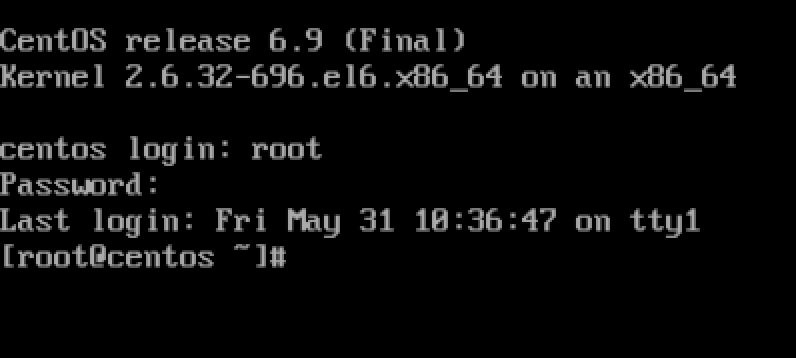 CentOS release 6.9 (Final)
Kernel 2.6.32-696.el6.x86_64 on an x86_64
centos login: root
Password:
Last login: Fri May 31 10:36:47 on tty1
[root@centos ~]#